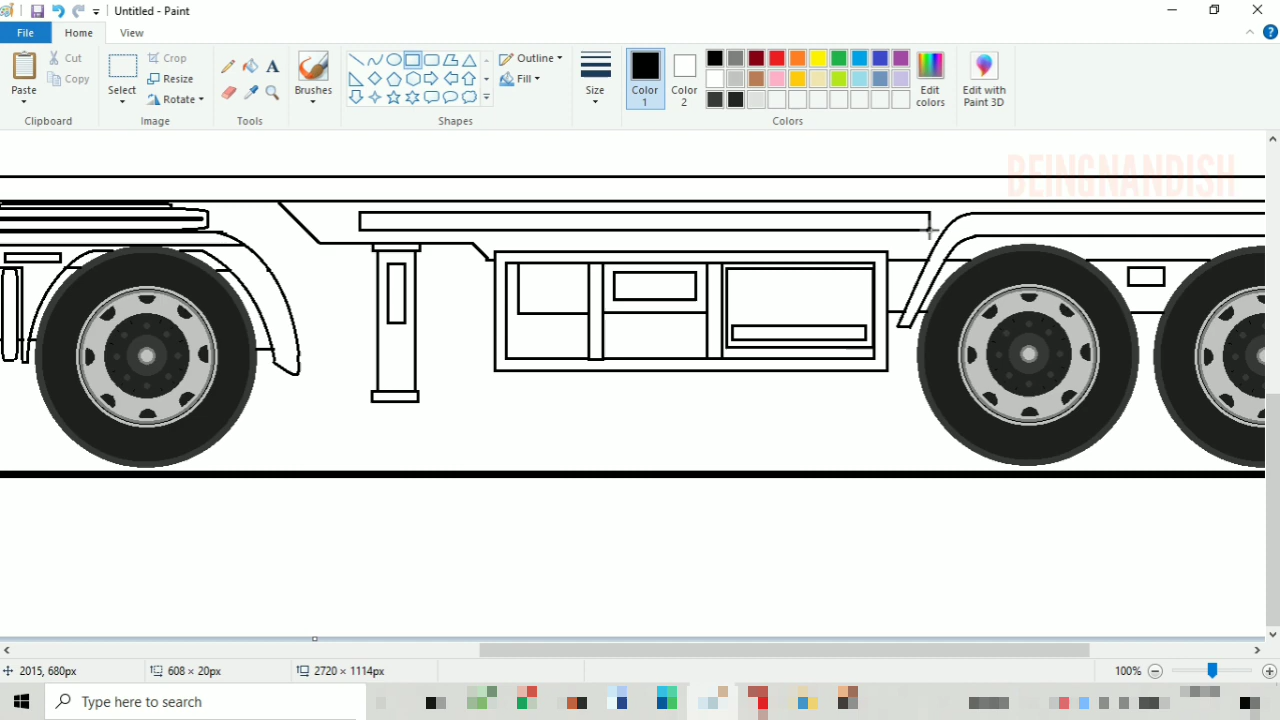 Untitled - Paint
File
Home
View
Paste
Cut
Copy
Clipboard
Select
Crop
Resize
Rotate
Image
Tools
Brushes
Shapes
Outline
Fill
Size
Color 1
Color 2
Colors
Edit colors
Edit with Paint 3D
BEINGNANDISH
2015, 680px
608 × 20px
2720 × 1114px
100%
Type here to search